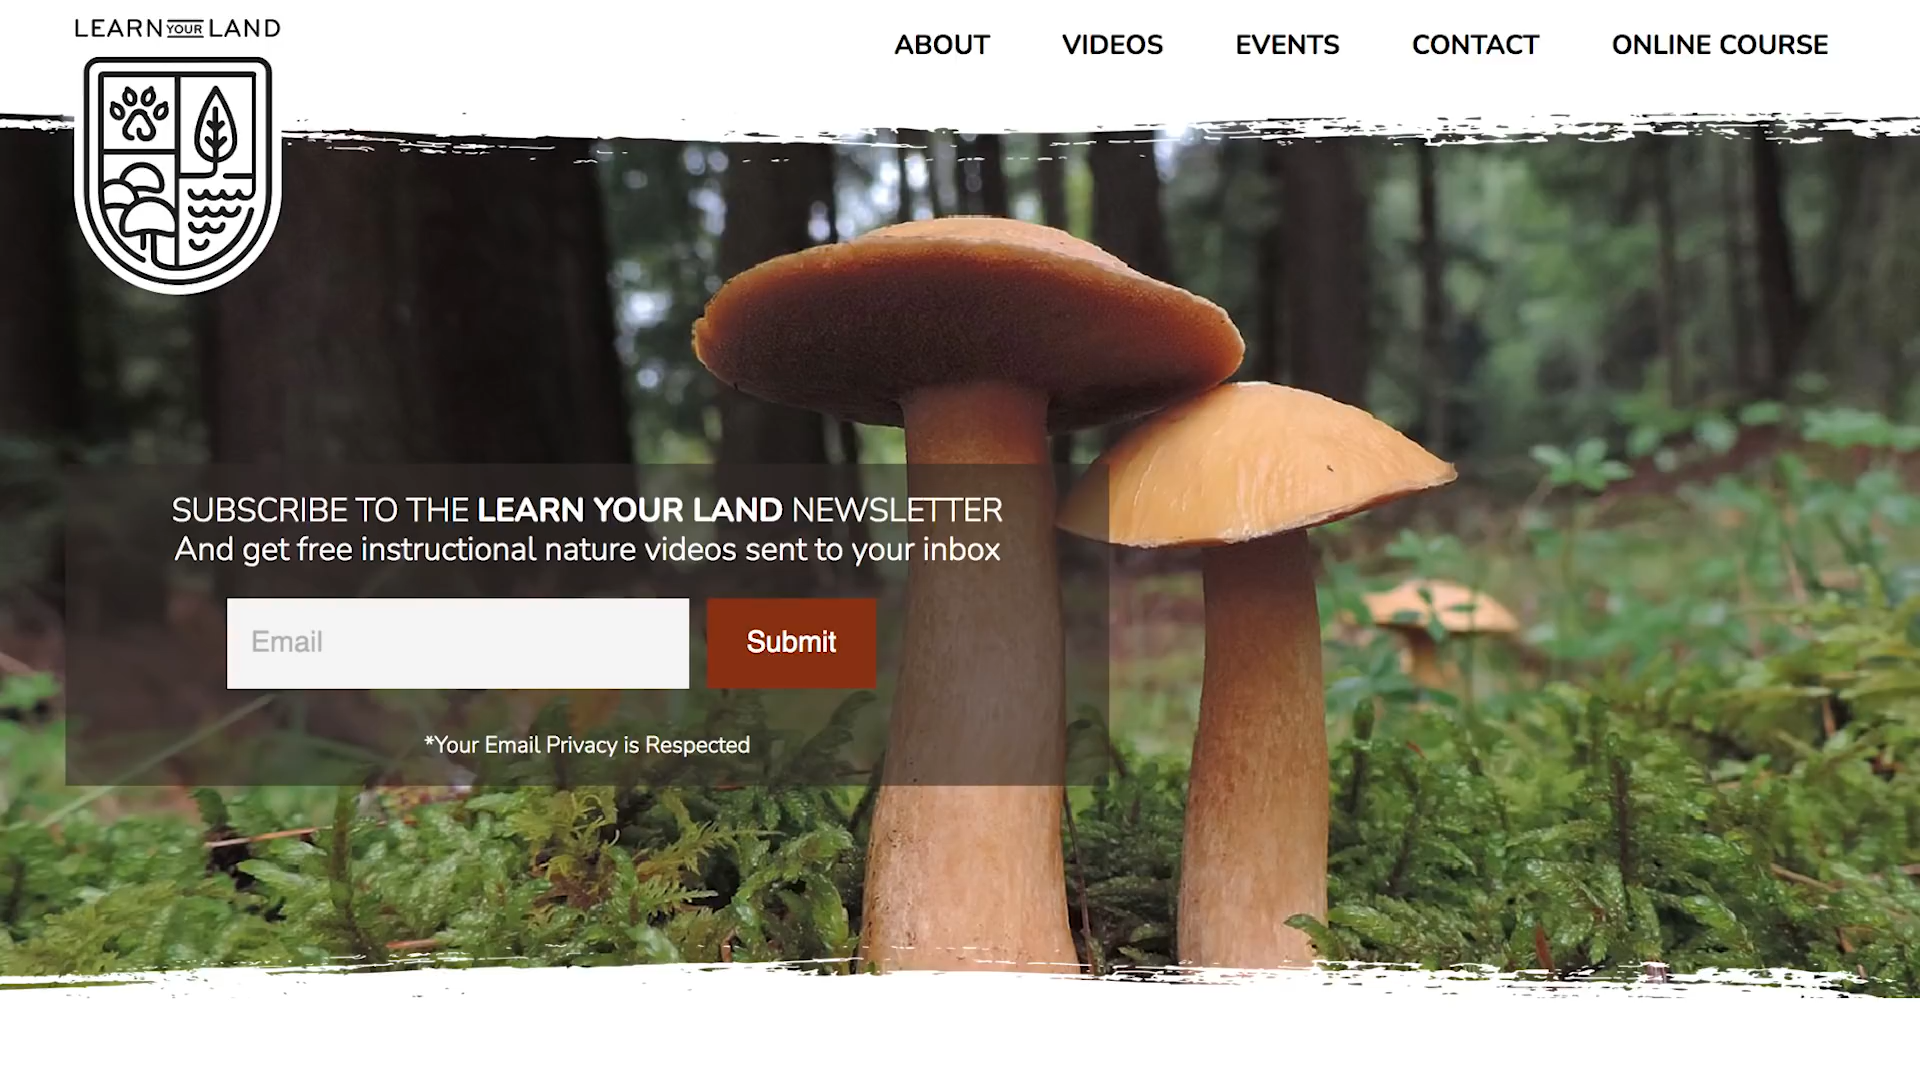 LEARN YOUR LAND
ABOUT
VIDEOS
EVENTS
CONTACT
ONLINE COURSE
SUBSCRIBE TO THE LEARN YOUR LAND NEWSLETTER
And get free instructional nature videos sent to your inbox
Email
Submit
*Your Email Privacy is Respected